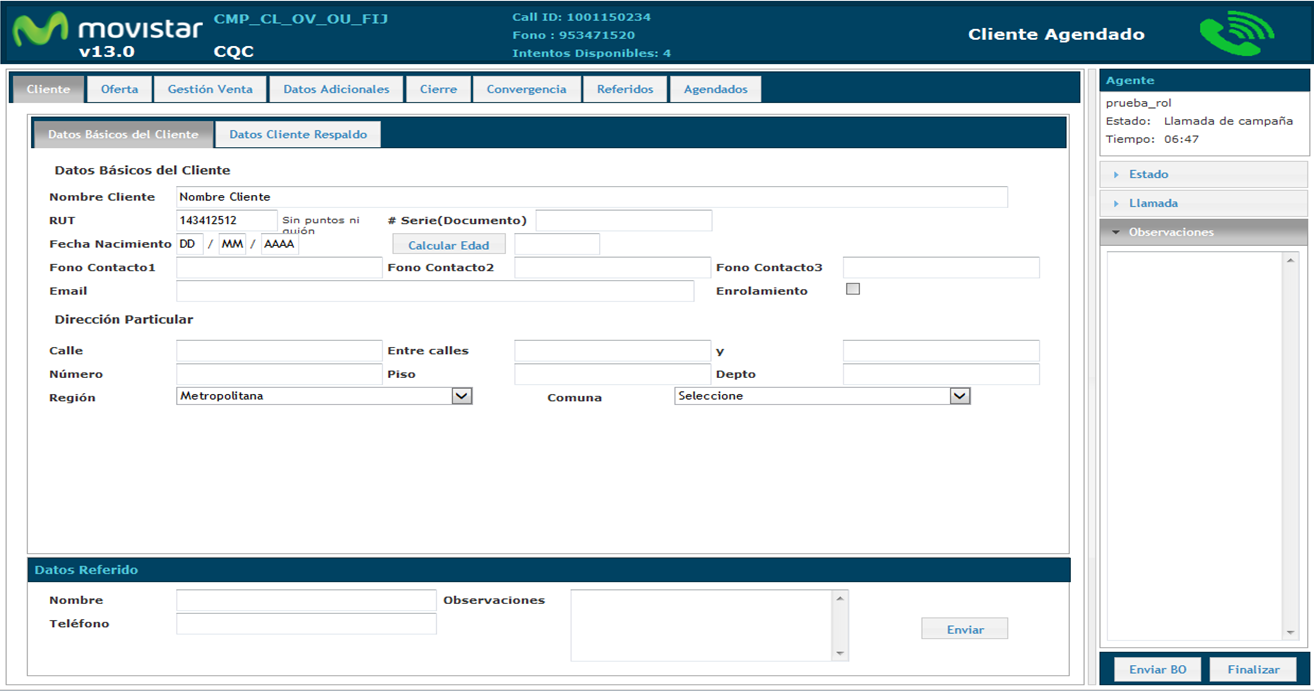 movistar
v13.0
CMP_CL_OV_OU_FIJ
CQC
Call ID: 1001150234
Fono : 953471520
Intentos Disponibles: 4
Cliente Agendado
Cliente Oferta Gestión Venta Datos Adicionales Cierre Convergencia Referidos Agendados
Datos Básicos del Cliente Datos Cliente Respaldo
Datos Básicos del Cliente
Nombre Cliente Nombre Cliente
RUT 143412512 Sin puntos ni guión # Serie(Documento)
Fecha Nacimiento DD / MM / AAAA Calcular Edad
Fono Contacto1 Fono Contacto2 Fono Contacto3
Email Enrolamiento
Dirección Particular
Calle Entre calles y
Número Piso Depto
Región Metropolitana Comuna Seleccione
Datos Referido
Nombre Observaciones
Teléfono
Enviar
Agente
prueba_rol
Estado: Llamada de campaña
Tiempo: 06:47
Estado
Llamada
Observaciones
Enviar BO Finalizar